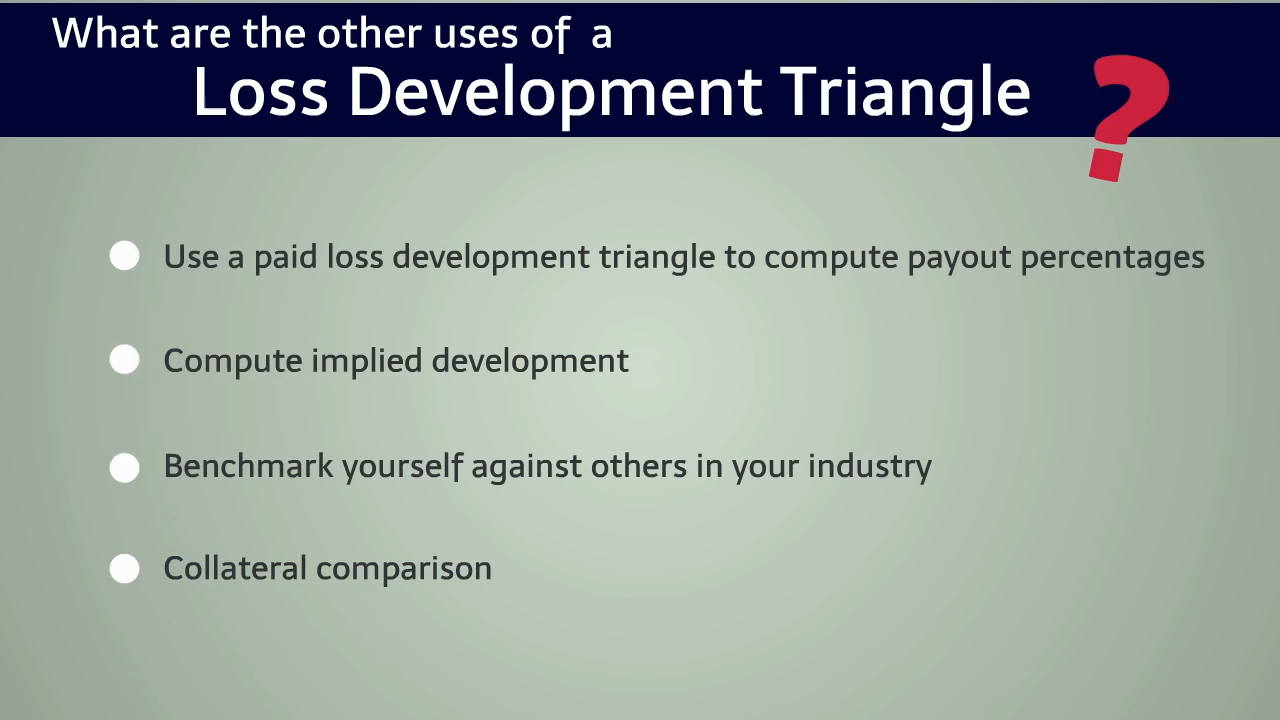 What are the other uses of a
Loss Development Triangle ?
Use a paid loss development triangle to compute payout percentages
Compute implied development
Benchmark yourself against others in your industry
Collateral comparison